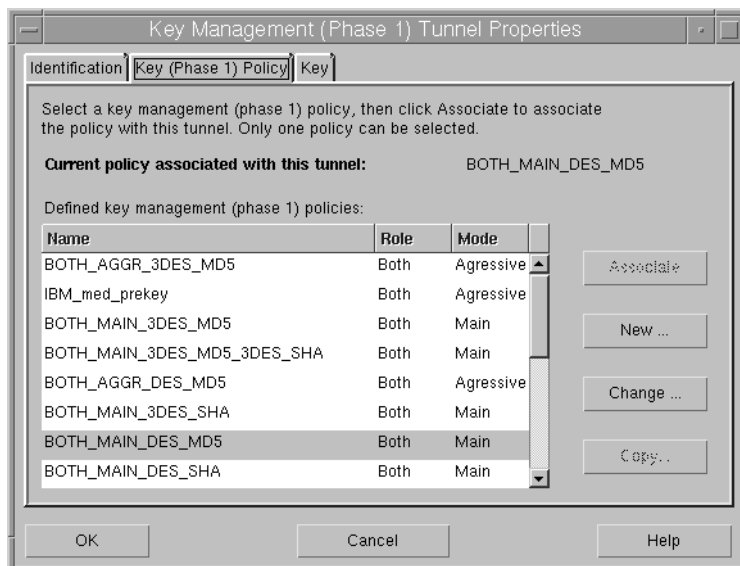 Key Management (Phase 1) Tunnel Properties
Identification Key (Phase 1) Policy Key
Select a key management (phase 1) policy, then click Associate to associate
the policy with this tunnel. Only one policy can be selected.
Current policy associated with this tunnel: BOTH_MAIN_DES_MD5
Defined key management (phase 1) policies:
Name Role Mode
BOTH_AGGR_3DES_MD5 Both Agressive
IBM_med_prekey Both Agressive
BOTH_MAIN_3DES_MD5 Both Main
BOTH_MAIN_3DES_MD5_3DES_SHA Both Main
BOTH_AGGR_DES_MD5 Both Agressive
BOTH_MAIN_3DES_SHA Both Main
BOTH_MAIN_DES_MD5 Both Main
BOTH_MAIN_DES_SHA Both Main
Associate
New ...
Change ...
Copy...
OK Cancel Help